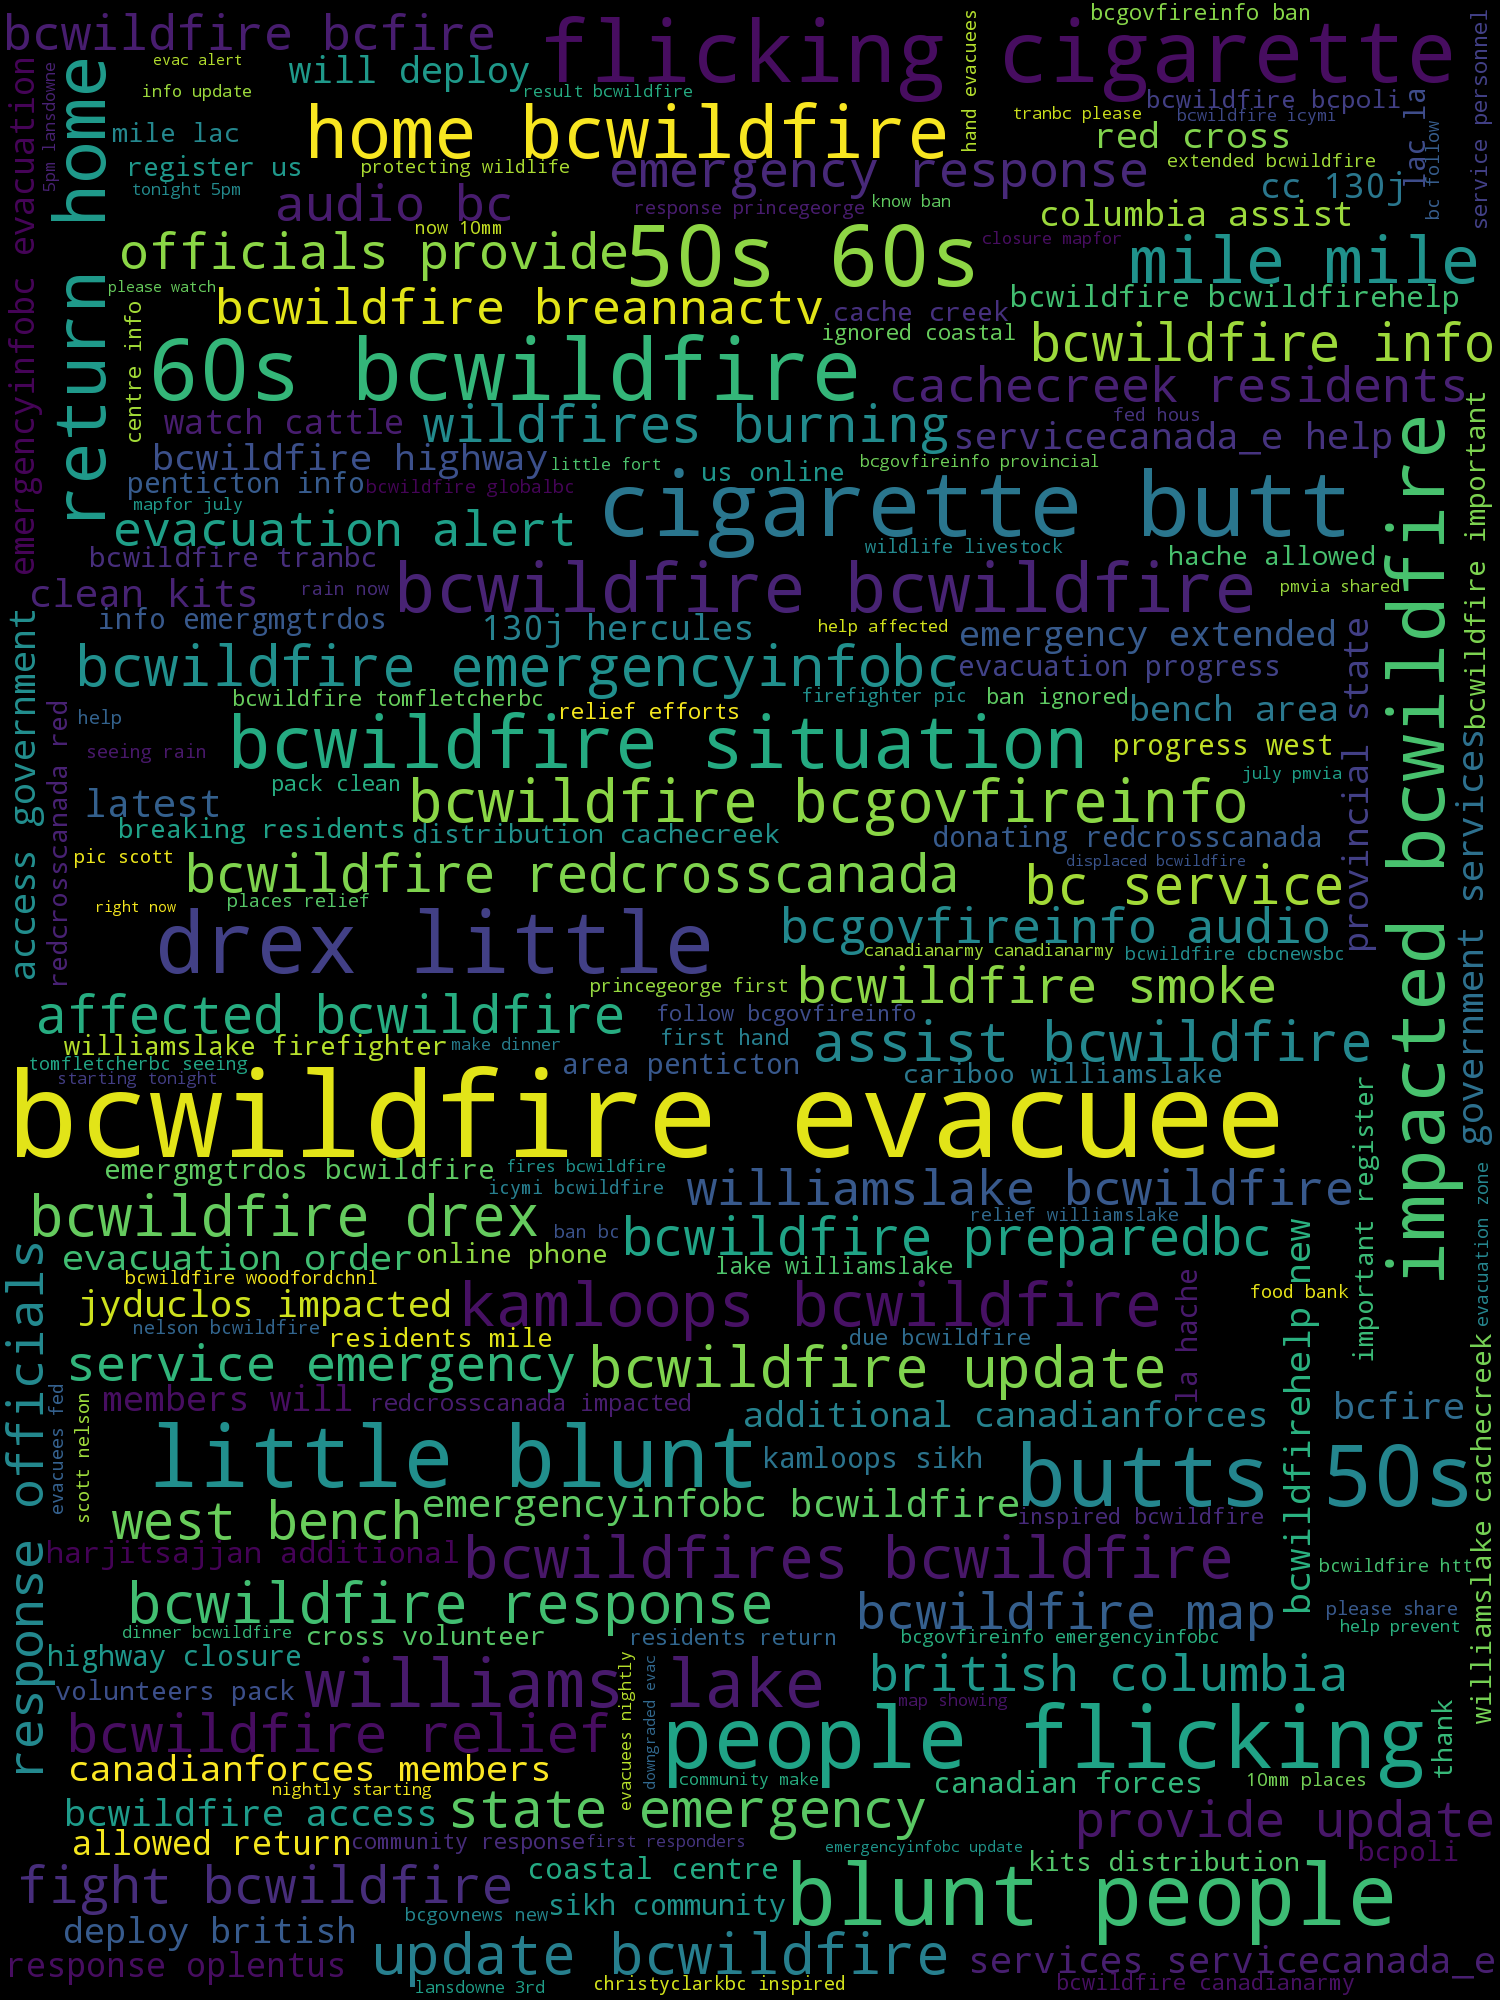 bcwildfire bcfire
flicking cigarette
bcgovfireinfo ban
evac alert
will deploy
info update
result bcwildfire
hand evacuees
service personnel
emergencyinfobc evacuation
return home
5pm lansdowne
home bcwildfire
tranbc please
bcwildfire bcpoli
bcwildfire icymi
lac la
mile lac
red cross
bc follow
register us
protecting wildlife
emergency response
extended bcwildfire
tonight 5pm
cc 130j
audio bc
response princegeorge
know ban
columbia assist
now 10mm
officials provide
50s 60s
closure mapfor
mile mile
please watch
bcwildfire breannactv
cache creek
bcwildfire bcwildfirehelp
centre info
ignored coastal
bcwildfire info
60s bcwildfire
cachecreek residents
watch cattle
wildfires burning
fed hous
servicecanada_e help
bcwildfire important
impacted bcwildfire
bcwildfire highway
little fort
us online
bcgovfireinfo provincial
penticton info
bcwildfire globalbc
cigarette butt
mapfor july
evacuation alert
wildlife livestock
hache allowed
bcwildfire tranbc
bcwildfire bcwildfire
clean kits
rain now
pmvia shared
info emergmgtrdos
130j hercules
help affected
emergency extended
access government
provincial state
bcwildfire emergencyinfobc
evacuation progress
bcwildfire tomfletcherbc
firefighter pic
ban ignored
redcrosscanada red
help
relief efforts
bench area
seeing rain
bcwildfire situation
progress west
government services
pack clean
july pmvia
latest
bcwildfire bcgovfireinfo
breaking residents
distribution cachecreek
donating redcrosscanada
pic scott
bcwildfire redcrosscanada
displaced bcwildfire
bc service
right now
places relief
drex little
bcgovfireinfo audio
canadianarmy canadianarmy
bcwildfire cbcnewsbc
princegeorge first
bcwildfire smoke
affected bcwildfire
follow bcgovfireinfo
williamslake firefighter
make dinner
first hand
assist bcwildfire
tomfletcherbc seeing
area penticton
cariboo williamslake
starting tonight
bcwildfire evacuee
important register
emergmgtrdos bcwildfire
fires bcwildfire
icymi bcwildfire
williamslake bcwildfire
evacuation zone
bcwildfire drex
ban bc
relief williamslake
bcwildfire preparedbc
bcwildfirehelp new
response officials
evacuation order
online phone
lake williamslake
bcwildfire woodfordchnl
jyduclos impacted
kamloops bcwildfire
la hache
food bank
nelson bcwildfire
residents mile
due bcwildfire
williamslake cachecreek
service emergency
bcwildfire update
evacuees fed
scott nelson
members will
redcrosscanada impacted
additional canadianforces
bcfire
little blunt
kamloops sikh
butts 50s
west bench
emergencyinfobc bcwildfire
inspired bcwildfire
harjitsajjan additional
bcwildfires bcwildfire
bcwildfire htt
bcwildfire response
bcwildfire map
please share
dinner bcwildfire
cross volunteer
residents return
bcgovfireinfo emergencyinfobc
help prevent
highway closure
evacuees nightly
downgraded evac
volunteers pack
williams lake
british columbia
map showing
thank
bcwildfire relief
people flicking
canadianforces members
community make
canadian forces
10mm places
nightly starting
bcwildfire access
state emergency
provide update
allowed return
community response
first responders
emergencyinfobc update
bcpoli
fight bcwildfire
coastal centre
kits distribution
blunt people
bcgovnews new
sikh community
deploy british
update bcwildfire
response oplentus
services servicecanada_e
lansdowne 3rd
christyclarkbc inspired
bcwildfire canadianarmy